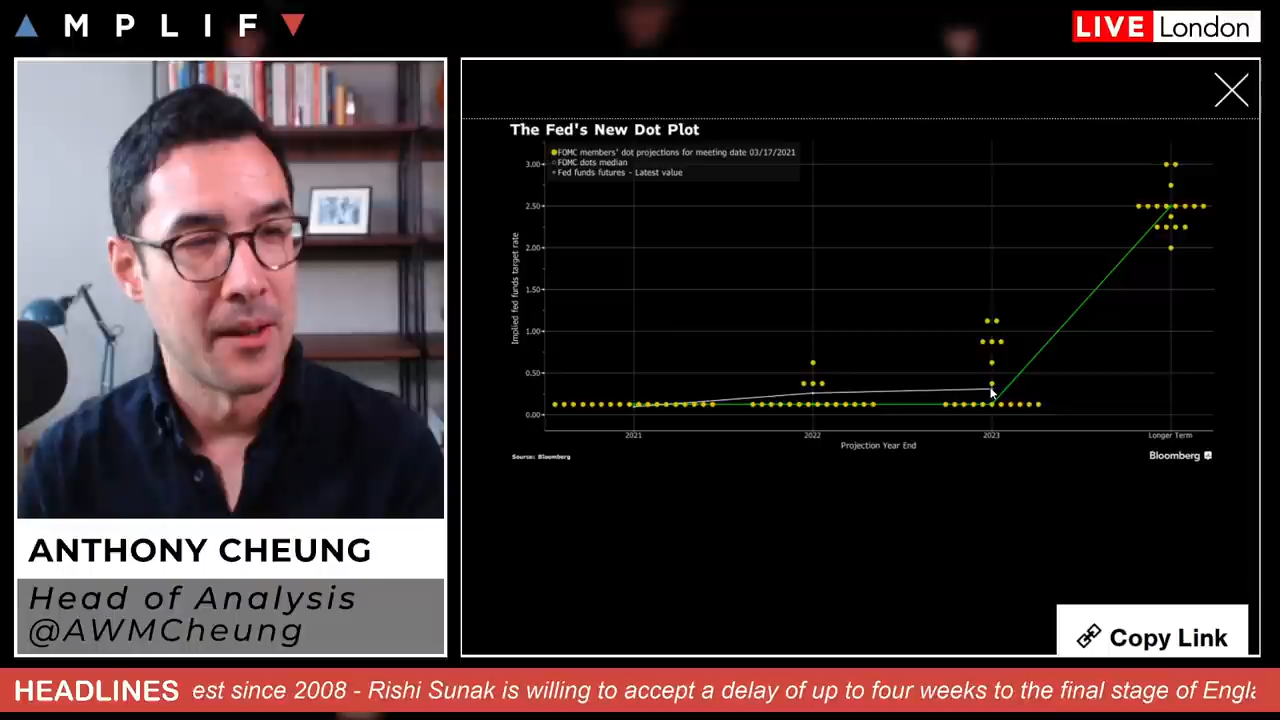 ▲ M P L I F ▼
LIVE London
The Fed's New Dot Plot
FOMC members' dot projections for meeting date 03/17/2021
FOMC dots median
Fed funds futures - Latest value
Implied fed funds target rate
3.00
2.50
2.00
1.50
1.00
0.50
0.00
2021 2022 2023 Longer Term
Projection Year End
Source: Bloomberg
Bloomberg
ANTHONY CHEUNG
Head of Analysis
@AWMCheung
Copy Link
HEADLINES est since 2008 - Rishi Sunak is willing to accept a delay of up to four weeks to the final stage of Engla